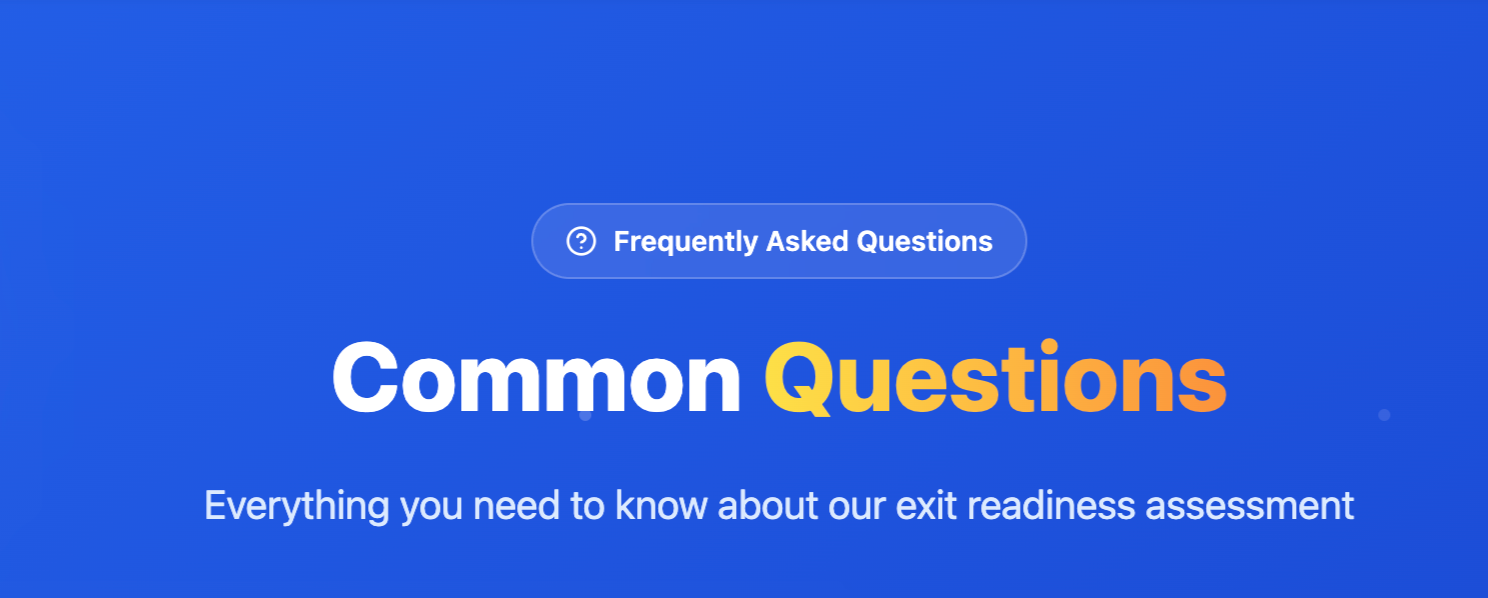 Frequently Asked Questions
Common Questions
Everything you need to know about our exit readiness assessment